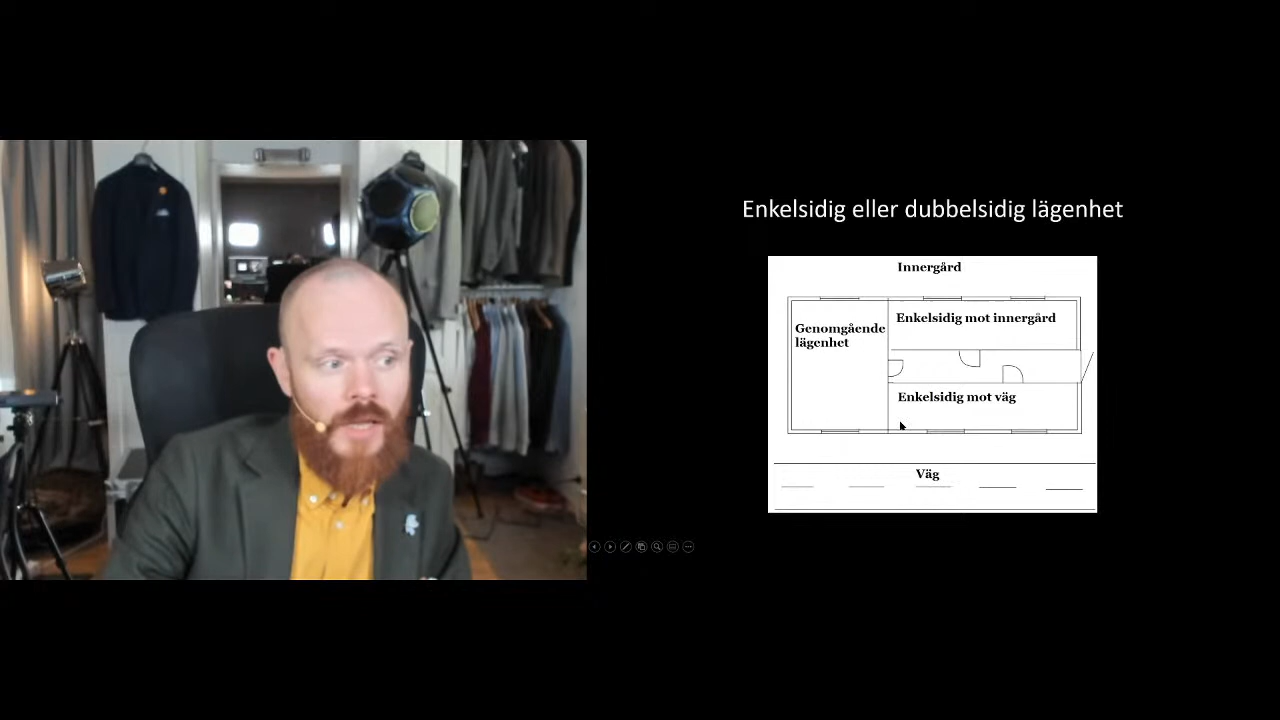 Enkelsidig eller dubbelsidig lägenhet
Innergård
Enkelsidig mot innergård
Genomgående
lägenhet
Enkelsidig mot väg
Väg